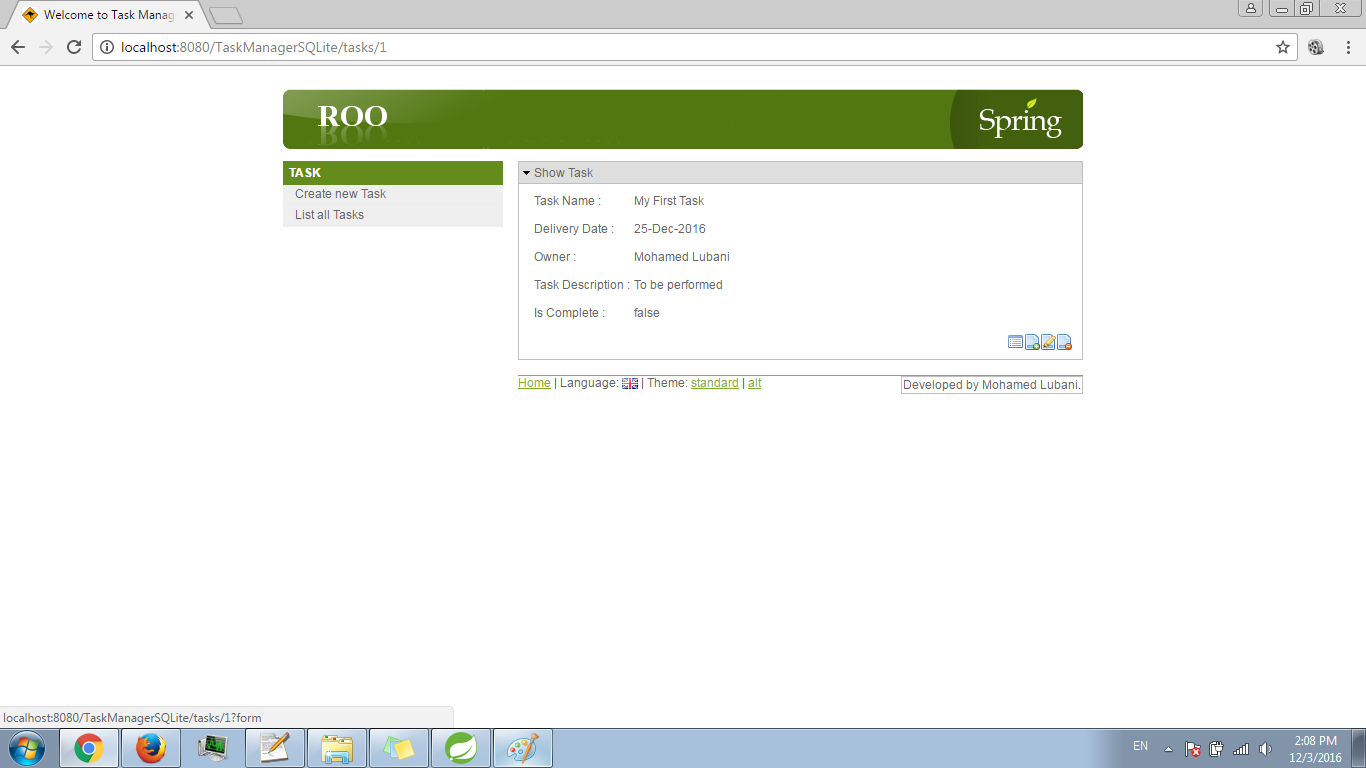 Welcome to Task Manag
localhost:8080/TaskManagerSQLite/tasks/1
ROO
Spring
TASK
Create new Task
List all Tasks
Show Task
Task Name : My First Task
Delivery Date : 25-Dec-2016
Owner : Mohamed Lubani
Task Description : To be performed
Is Complete : false
Home | Language: | Theme: standard | alt
Developed by Mohamed Lubani.
localhost:8080/TaskManagerSQLite/tasks/1?form
EN
2:08 PM
12/3/2016